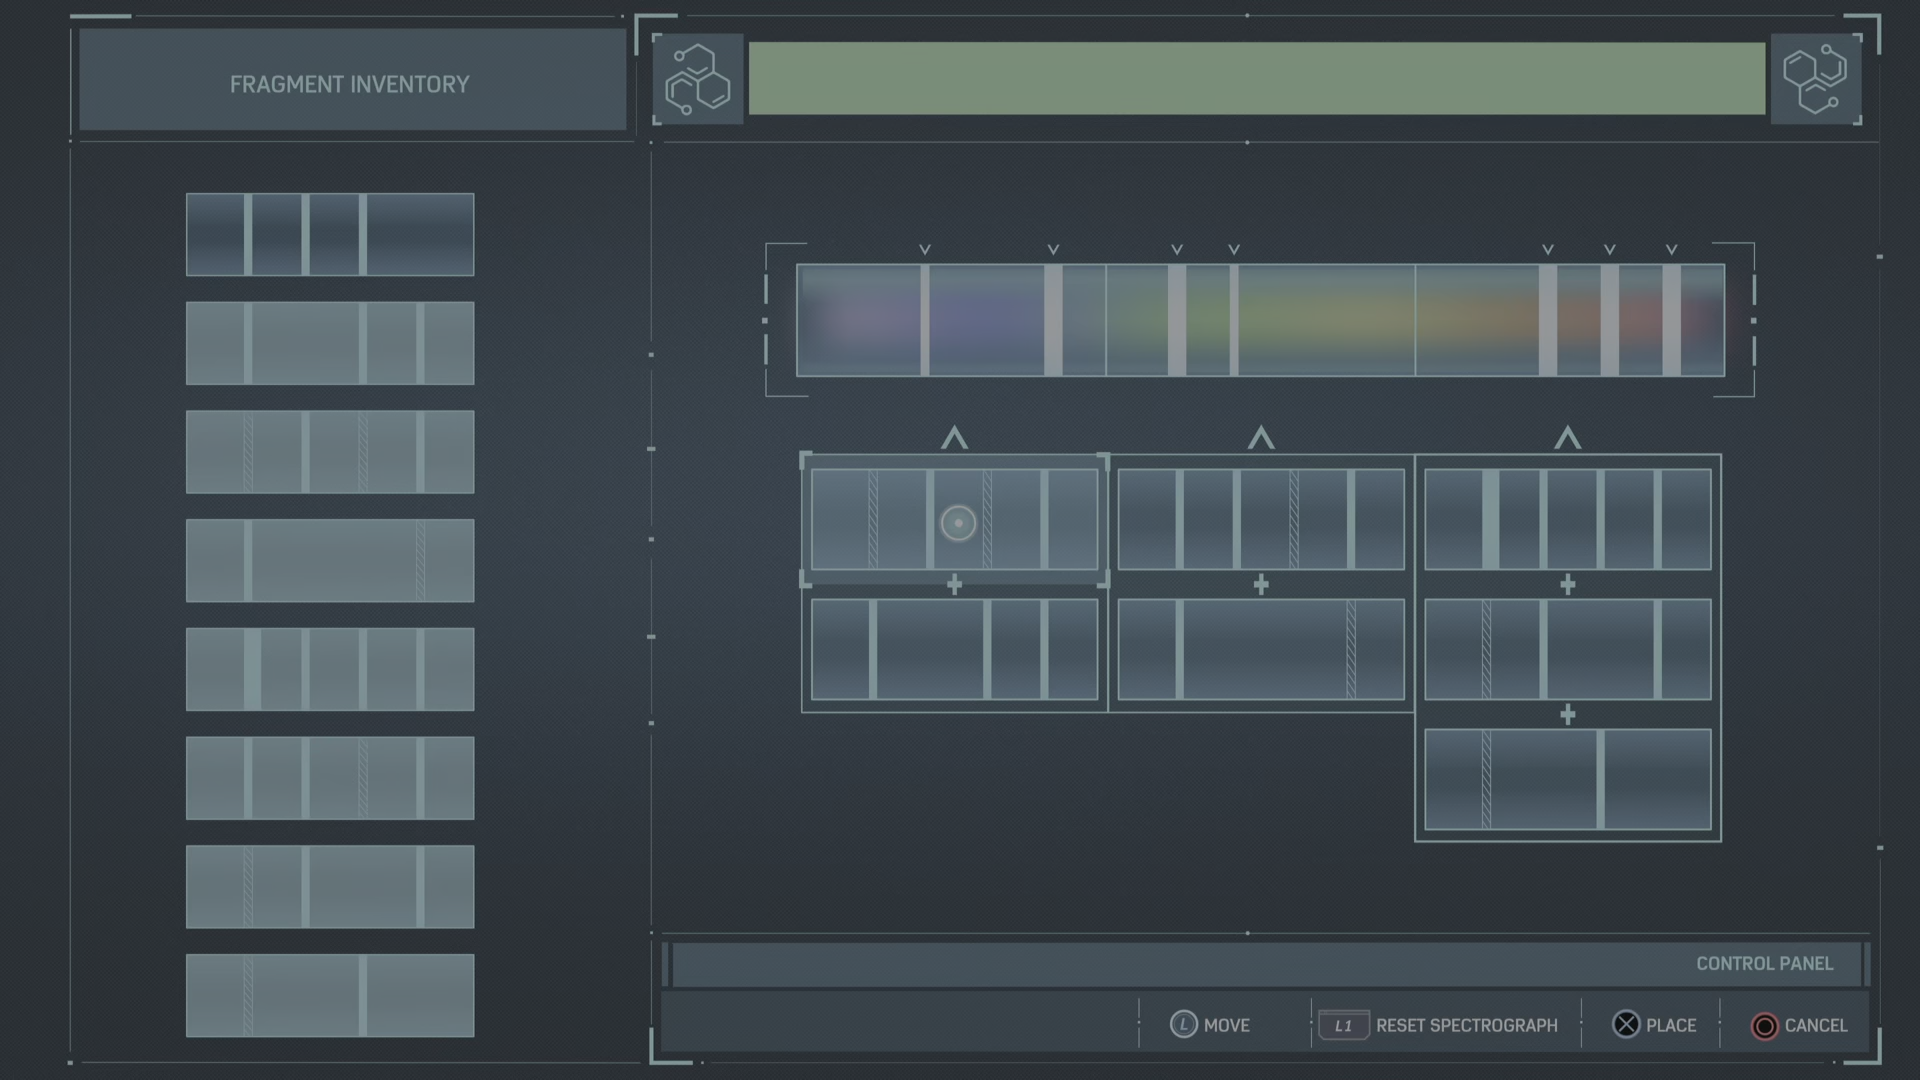 FRAGMENT INVENTORY
CONTROL PANEL
L MOVE
L1 RESET SPECTROGRAPH
PLACE
CANCEL